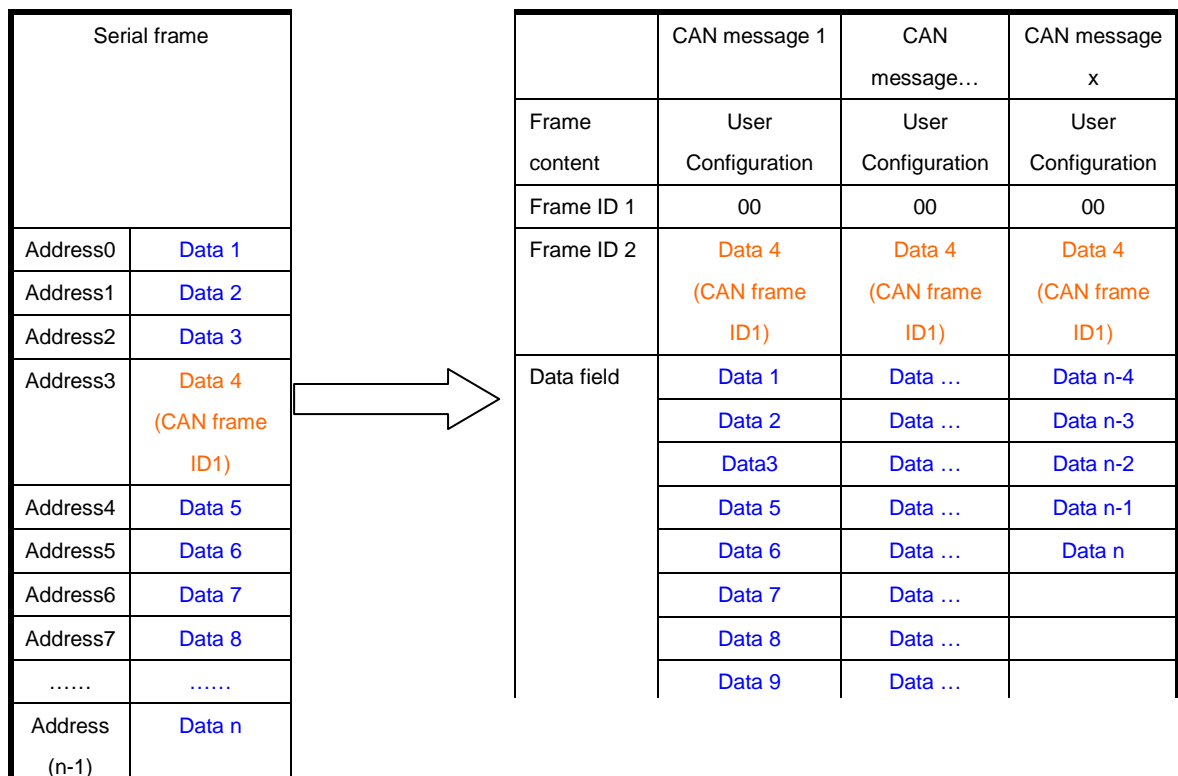 Serial frame
Address0 Data 1
Address1 Data 2
Address2 Data 3
Address3 Data 4
(CAN frame
ID1)
Address4 Data 5
Address5 Data 6
Address6 Data 7
Address7 Data 8
…… ……
Address Data n
(n-1)
CAN message 1 CAN CAN message
message… x
Frame User User User
content Configuration Configuration Configuration
Frame ID 1 00 00 00
Frame ID 2 Data 4 Data 4 Data 4
(CAN frame (CAN frame (CAN frame
ID1) ID1) ID1)
Data field Data 1 Data … Data n-4
Data 2 Data … Data n-3
Data3 Data … Data n-2
Data 5 Data … Data n-1
Data 6 Data … Data n
Data 7 Data …
Data 8 Data …
Data 9 Data …